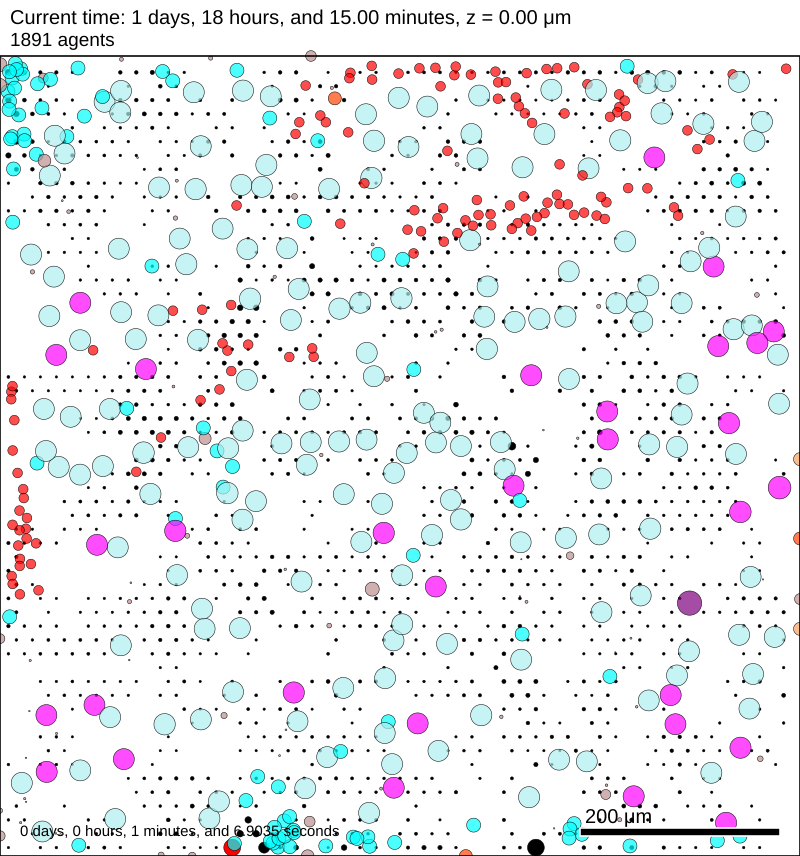 Current time: 1 days, 18 hours, and 15.00 minutes, z = 0.00 μm
1891 agents
200 μm
0 days, 0 hours, 1 minutes, and 6.9035 seconds